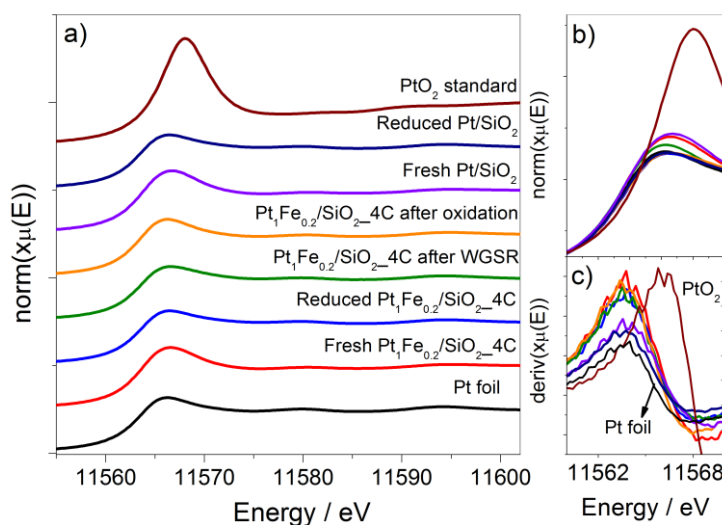 a)
PtO2 standard
Reduced Pt/SiO2
Fresh Pt/SiO2
Pt1Fe0.2/SiO2_4C after oxidation
Pt1Fe0.2/SiO2_4C after WGSR
Reduced Pt1Fe0.2/SiO2_4C
Fresh Pt1Fe0.2/SiO2_4C
Pt foil
norm(xμ(E))
11560 11570 11580 11590 11600
Energy / eV
b)
norm(xμ(E))
c)
PtO2
Pt foil
deriv(xμ(E))
11562 11568
Energy / eV